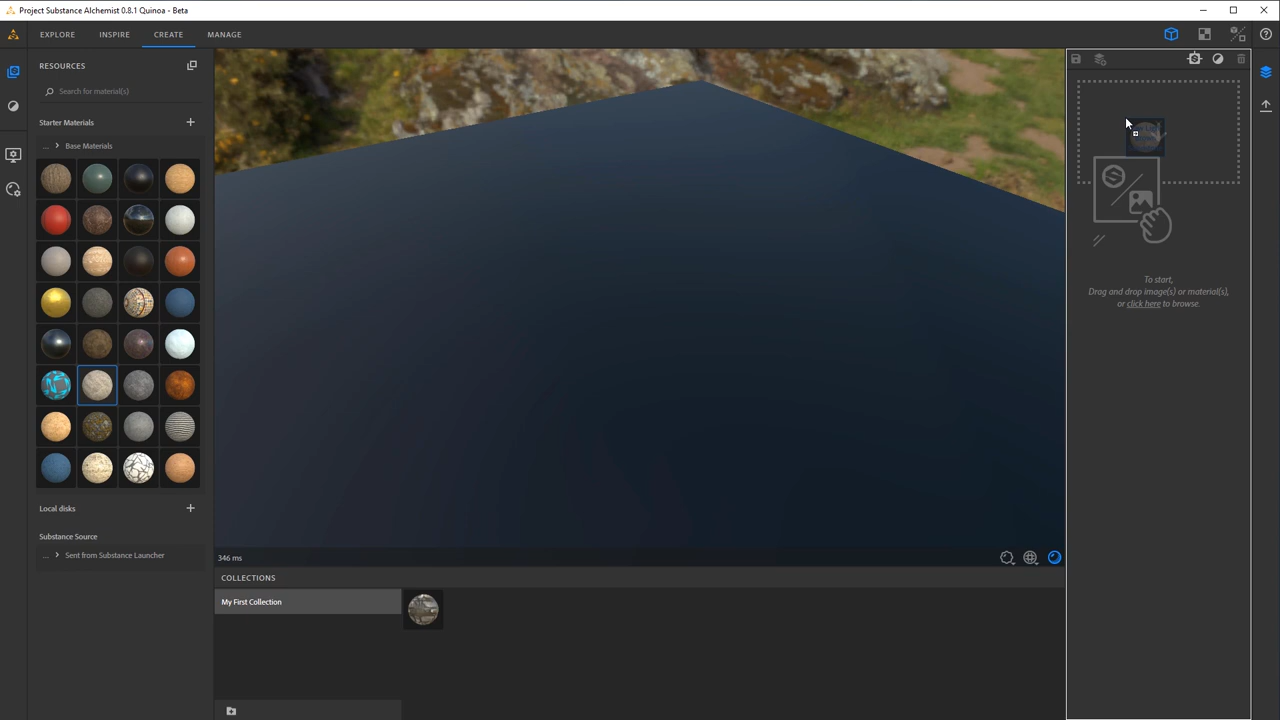 Project Substance Alchemist 0.8.1 Quinoa - Beta
EXPLORE
INSPIRE
CREATE
MANAGE
RESOURCES
Search for material(s)
Starter Materials
... Base Materials
Local disks
Substance Source
... Sent from Substance Launcher
346 ms
COLLECTIONS
My First Collection
To start,
Drag and drop image(s) or material(s),
or click here to browse.